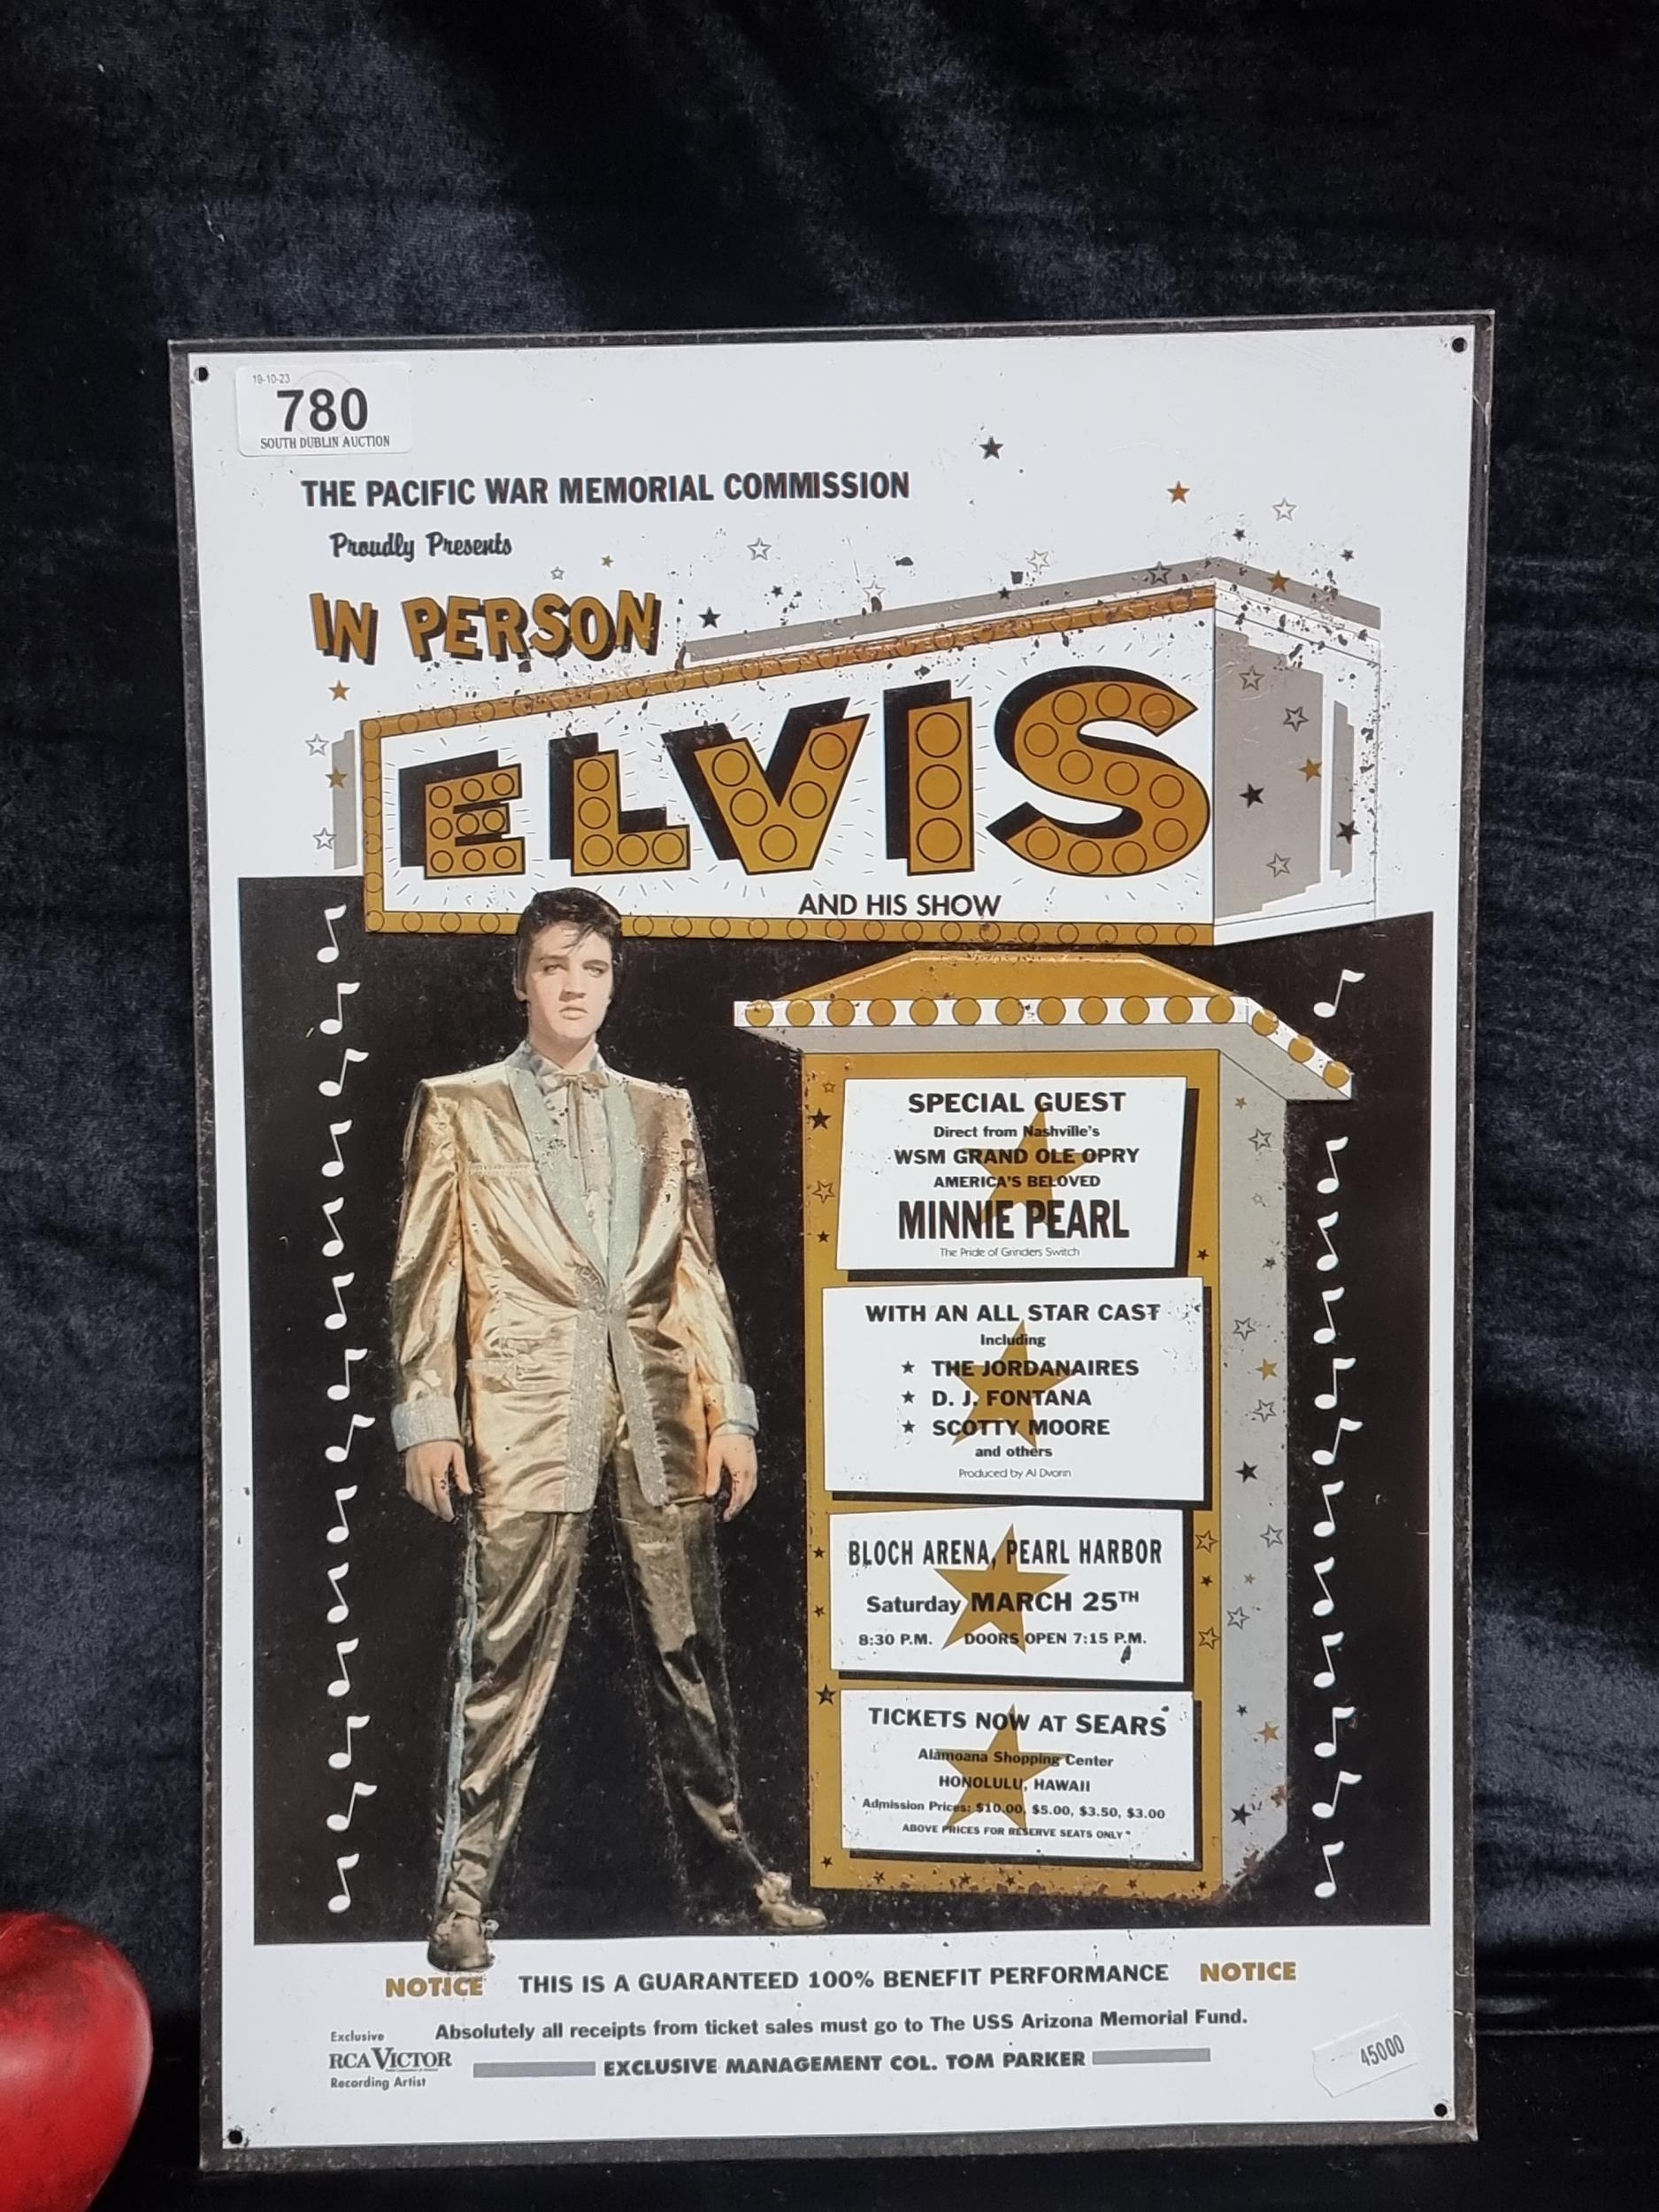 19-10-23
780
SOUTH DUBLIN AUCTION
THE PACIFIC WAR MEMORIAL COMMISSION
Proudly Presents
IN PERSON
ELVIS
AND HIS SHOW
SPECIAL GUEST
Direct from Nashville's
WSM GRAND OLE OPRY
AMERICA'S BELOVED
MINNIE PEARL
The Pride of Grinders Switch
WITH AN ALL STAR CAST
Including
★ THE JORDANAIRES
★ D. J. FONTANA
★ SCOTTY MOORE
and others
Produced by Al Dvorin
BLOCH ARENA, PEARL HARBOR
Saturday MARCH 25TH
8:30 P.M. DOORS OPEN 7:15 P.M.
TICKETS NOW AT SEARS
Alamoana Shopping Center
HONOLULU, HAWAII
Admission Prices: $10.00, $5.00, $3.50, $3.00
ABOVE PRICES FOR RESERVE SEATS ONLY
NOTICE THIS IS A GUARANTEED 100% BENEFIT PERFORMANCE NOTICE
Absolutely all receipts from ticket sales must go to The USS Arizona Memorial Fund.
Exclusive
RCA VICTOR
Recording Artist
EXCLUSIVE MANAGEMENT COL. TOM PARKER
45000